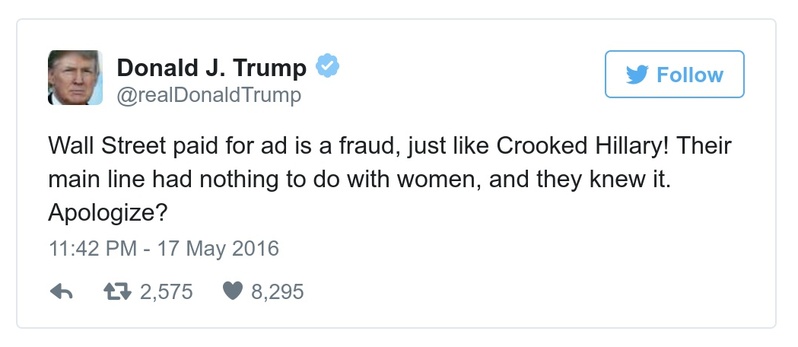 Donald J. Trump
@realDonaldTrump
Follow
Wall Street paid for ad is a fraud, just like Crooked Hillary! Their
main line had nothing to do with women, and they knew it.
Apologize?
11:42 PM - 17 May 2016
2,575 8,295